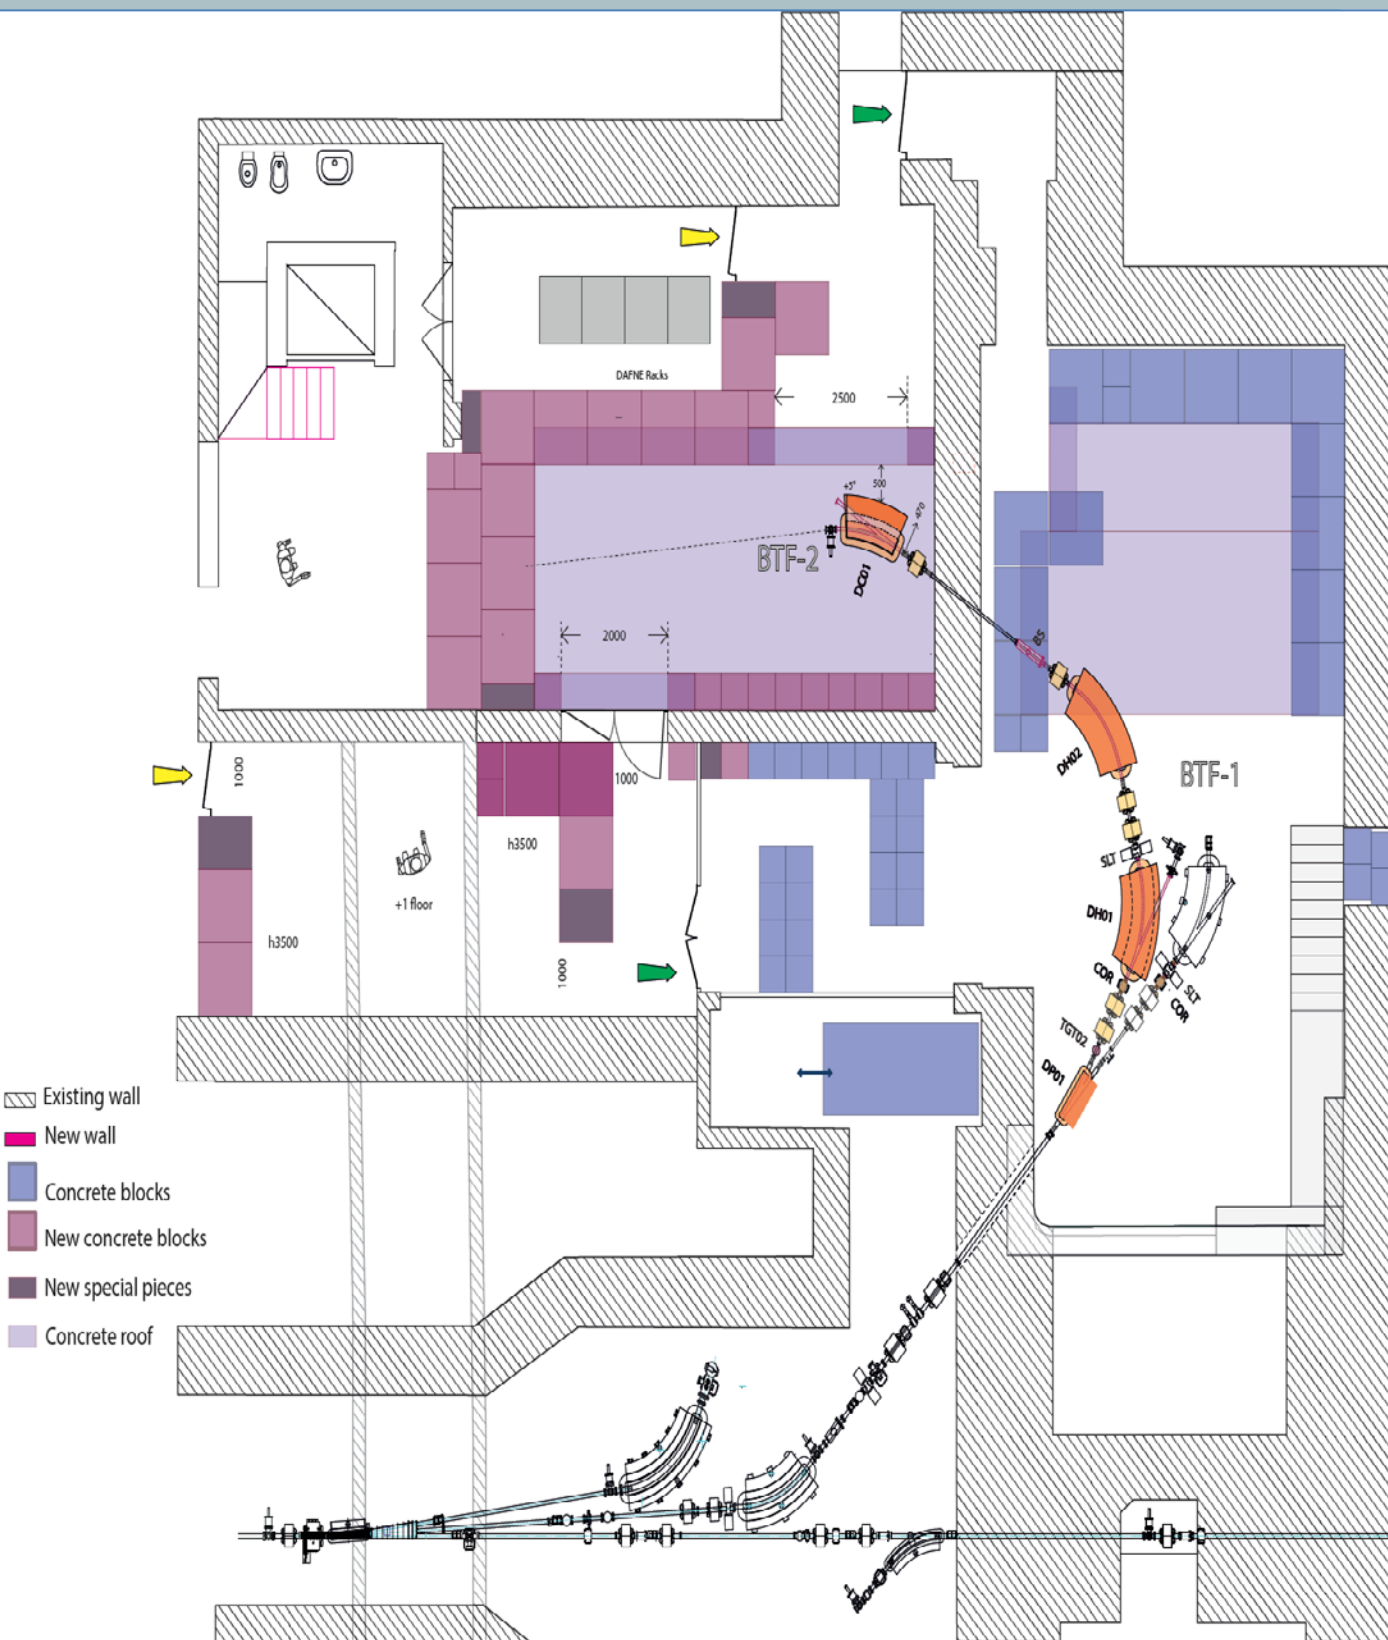 DAFNE Racks
2500
+5°
500
470
BTF-2
DC01
2000
BS
DH02
BTF-1
1000
1000
h3500
SLT
+1 floor
DH01
h3500
1000
COR
SLT
COR
TGT02
DP01
Existing wall
New wall
Concrete blocks
New concrete blocks
New special pieces
Concrete roof